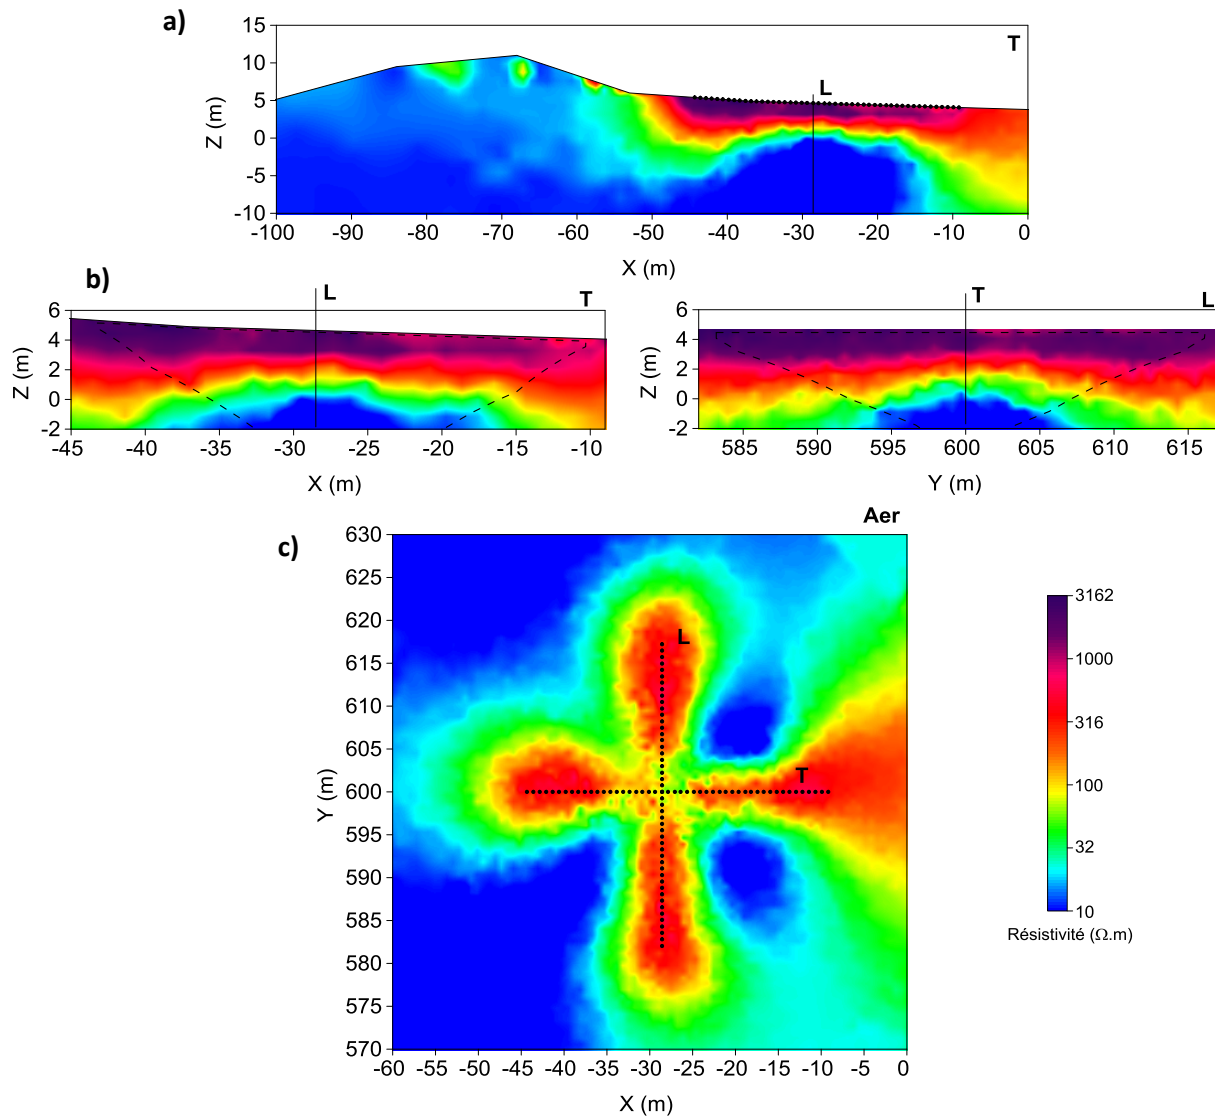 a)
T
L
15
10
5
0
-5
-10
Z (m)
-100 -90 -80 -70 -60 -50 -40 -30 -20 -10 0
X (m)
b)
L
T
6
4
2
0
-2
Z (m)
-45 -40 -35 -30 -25 -20 -15 -10
X (m)
T
L
6
4
2
0
-2
Z (m)
585 590 595 600 605 610 615
Y (m)
c)
Aer
630
625
620
615
610
605
600
595
590
585
580
575
570
Y (m)
L
T
-60 -55 -50 -45 -40 -35 -30 -25 -20 -15 -10 -5 0
X (m)
3162
1000
316
100
32
10
Résistivité (Ω.m)